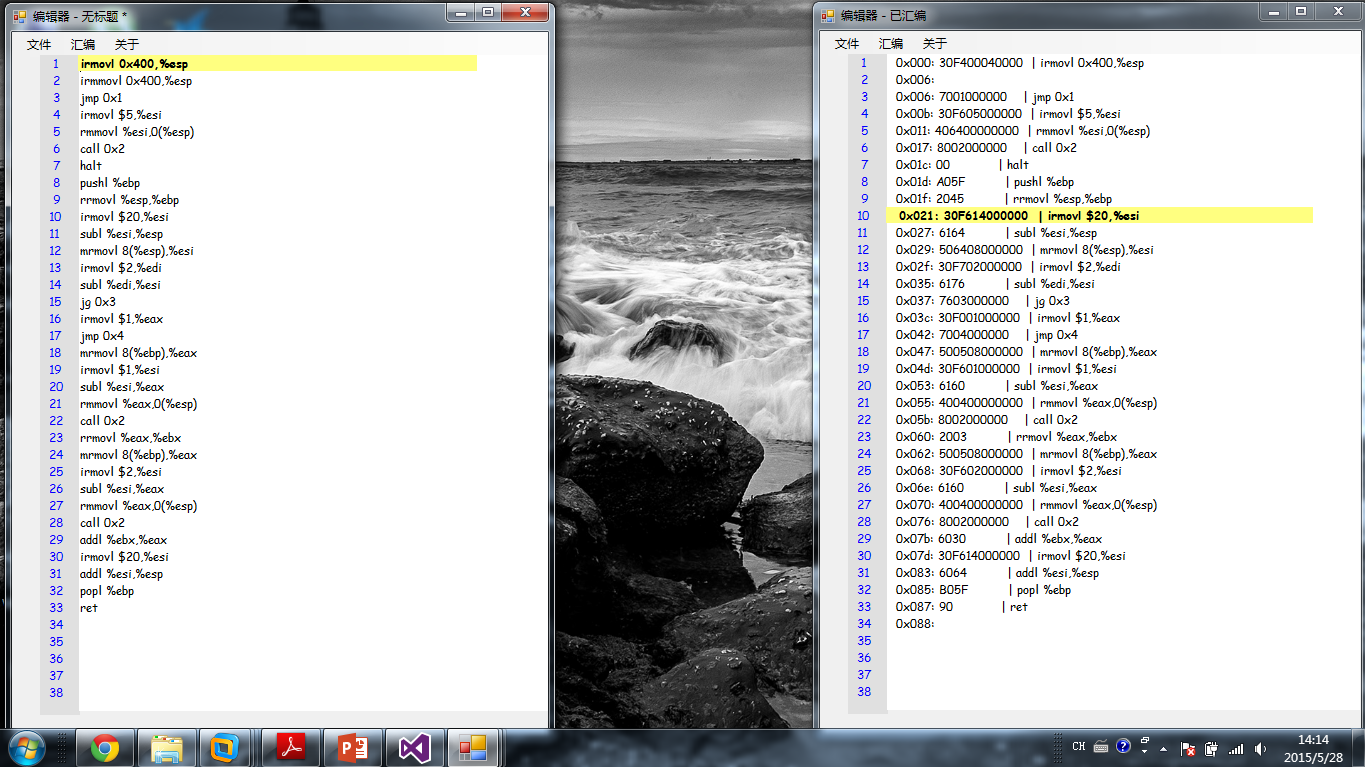 编辑器 - 无标题 *
文件 汇编 关于
1 irmovl 0x400,%esp
2 irmmovl 0x400,%esp
3 jmp 0x1
4 irmovl $5,%esi
5 rmmovl %esi,0(%esp)
6 call 0x2
7 halt
8 pushl %ebp
9 rrmovl %esp,%ebp
10 irmovl $20,%esi
11 subl %esi,%esp
12 mrmovl 8(%esp),%esi
13 irmovl $2,%edi
14 subl %edi,%esi
15 jg 0x3
16 irmovl $1,%eax
17 jmp 0x4
18 mrmovl 8(%ebp),%eax
19 irmovl $1,%esi
20 subl %esi,%eax
21 rmmovl %eax,0(%esp)
22 call 0x2
23 rrmovl %eax,%ebx
24 mrmovl 8(%ebp),%eax
25 irmovl $2,%esi
26 subl %esi,%eax
27 rmmovl %eax,0(%esp)
28 call 0x2
29 addl %ebx,%eax
30 irmovl $20,%esi
31 addl %esi,%esp
32 popl %ebp
33 ret
34
35
36
37
38
编辑器 - 已汇编
文件 汇编 关于
1 0x000: 30F400040000 | irmovl 0x400,%esp
2 0x006:
3 0x006: 7001000000 | jmp 0x1
4 0x00b: 30F605000000 | irmovl $5,%esi
5 0x011: 406400000000 | rmmovl %esi,0(%esp)
6 0x017: 8002000000 | call 0x2
7 0x01c: 00 | halt
8 0x01d: A05F | pushl %ebp
9 0x01f: 2045 | rrmovl %esp,%ebp
10 0x021: 30F614000000 | irmovl $20,%esi
11 0x027: 6164 | subl %esi,%esp
12 0x029: 506408000000 | mrmovl 8(%esp),%esi
13 0x02f: 30F702000000 | irmovl $2,%edi
14 0x035: 6176 | subl %edi,%esi
15 0x037: 7603000000 | jg 0x3
16 0x03c: 30F001000000 | irmovl $1,%eax
17 0x042: 7004000000 | jmp 0x4
18 0x047: 500508000000 | mrmovl 8(%ebp),%eax
19 0x04d: 30F601000000 | irmovl $1,%esi
20 0x053: 6160 | subl %esi,%eax
21 0x055: 400400000000 | rmmovl %eax,0(%esp)
22 0x05b: 8002000000 | call 0x2
23 0x060: 2003 | rrmovl %eax,%ebx
24 0x062: 500508000000 | mrmovl 8(%ebp),%eax
25 0x068: 30F602000000 | irmovl $2,%esi
26 0x06e: 6160 | subl %esi,%eax
27 0x070: 400400000000 | rmmovl %eax,0(%esp)
28 0x076: 8002000000 | call 0x2
29 0x07b: 6030 | addl %ebx,%eax
30 0x07d: 30F614000000 | irmovl $20,%esi
31 0x083: 6064 | addl %esi,%esp
32 0x085: B05F | popl %ebp
33 0x087: 90 | ret
34 0x088:
35
36
37
38
CH
14:14
2015/5/28